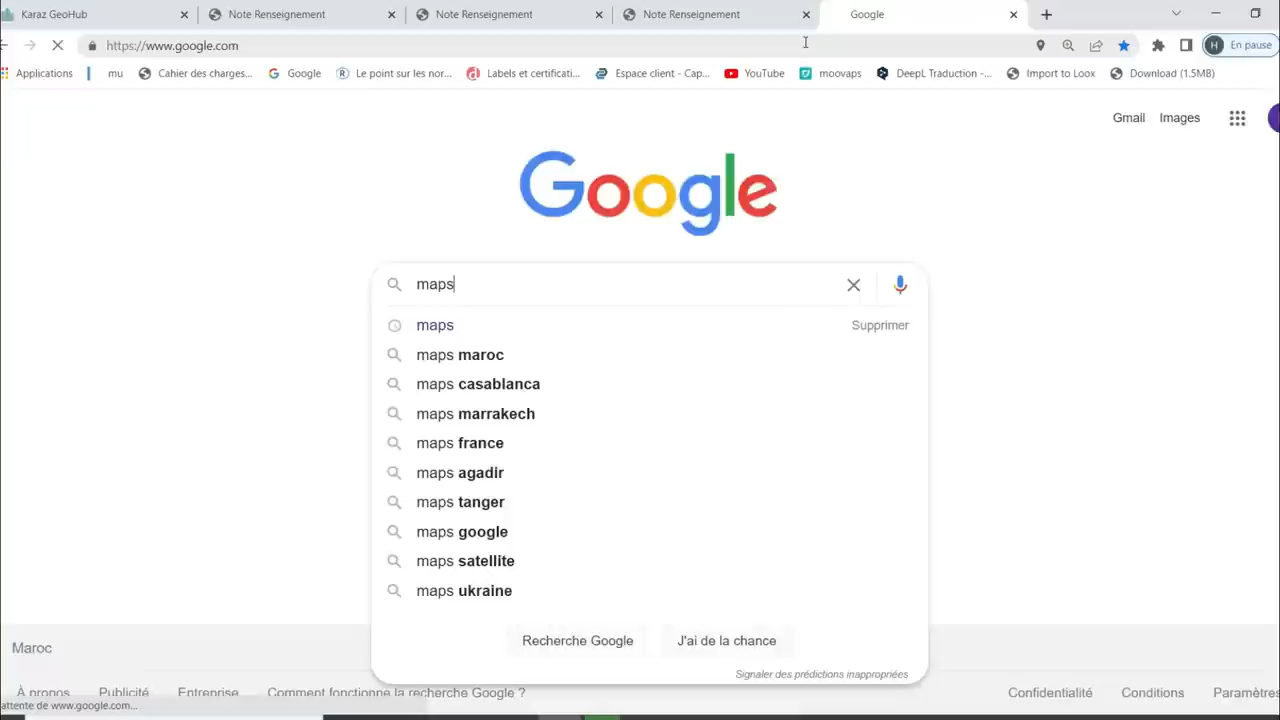 Karaz GeoHub
Note Renseignement
Note Renseignement
Note Renseignement
Google
https://www.google.com
H En pause
Applications
mu
Cahier des charges...
Google
Le point sur les nor...
Labels et certificati...
Espace client - Cap...
YouTube
moovaps
DeepL Traduction -...
Import to Loox
Download (1.5MB)
Gmail Images
Google
maps
maps Supprimer
maps maroc
maps casablanca
maps marrakech
maps france
maps agadir
maps tanger
maps google
maps satellite
maps ukraine
Recherche Google J'ai de la chance
Signaler des prédictions inappropriées
Maroc
À propos Publicité Entreprise Comment fonctionne la recherche Google ? Confidentialité Conditions Paramètres
attente de www.google.com...